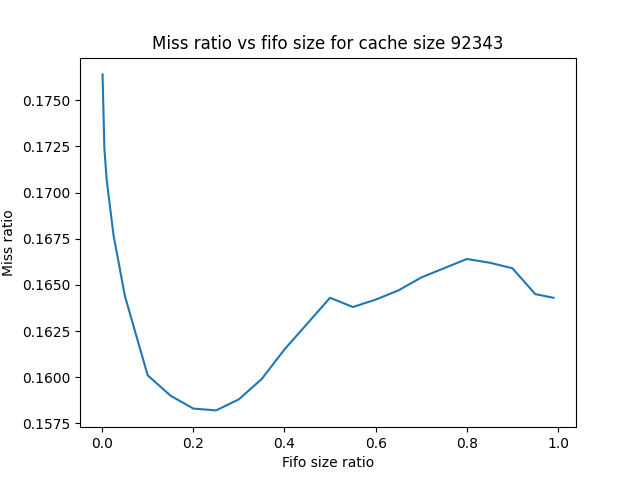 Miss ratio vs fifo size for cache size 92343
0.1750
0.1725
0.1700
0.1675
0.1650
0.1625
0.1600
0.1575
Miss ratio
0.0 0.2 0.4 0.6 0.8 1.0
Fifo size ratio